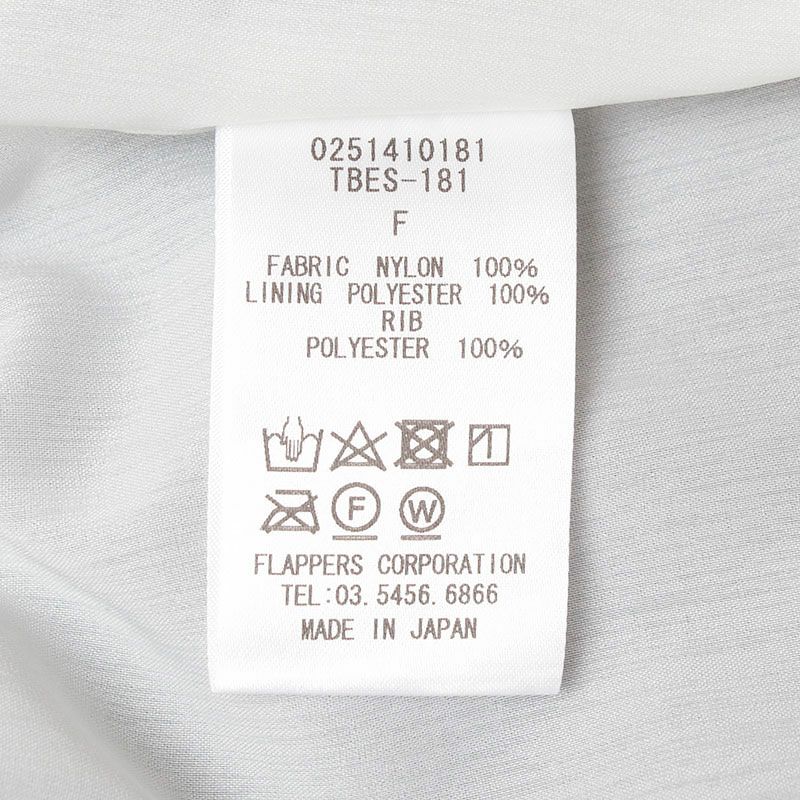 0251410181
TBES-181
F
FABRIC NYLON 100%
LINING POLYESTER 100%
RIB
POLYESTER 100%
F W
FLAPPERS CORPORATION
TEL:03.5456.6866
MADE IN JAPAN